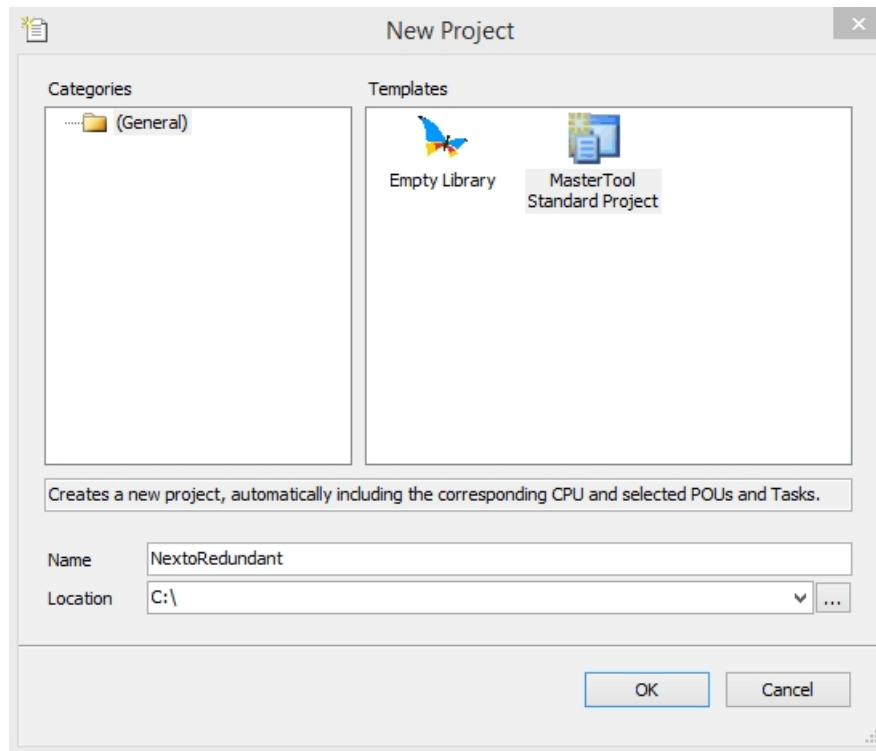 New Project
Categories
Templates
(General)
Empty Library
MasterTool
Standard Project
Creates a new project, automatically including the corresponding CPU and selected POUs and Tasks.
Name
NextoRedundant
Location
C:\
...
OK
Cancel